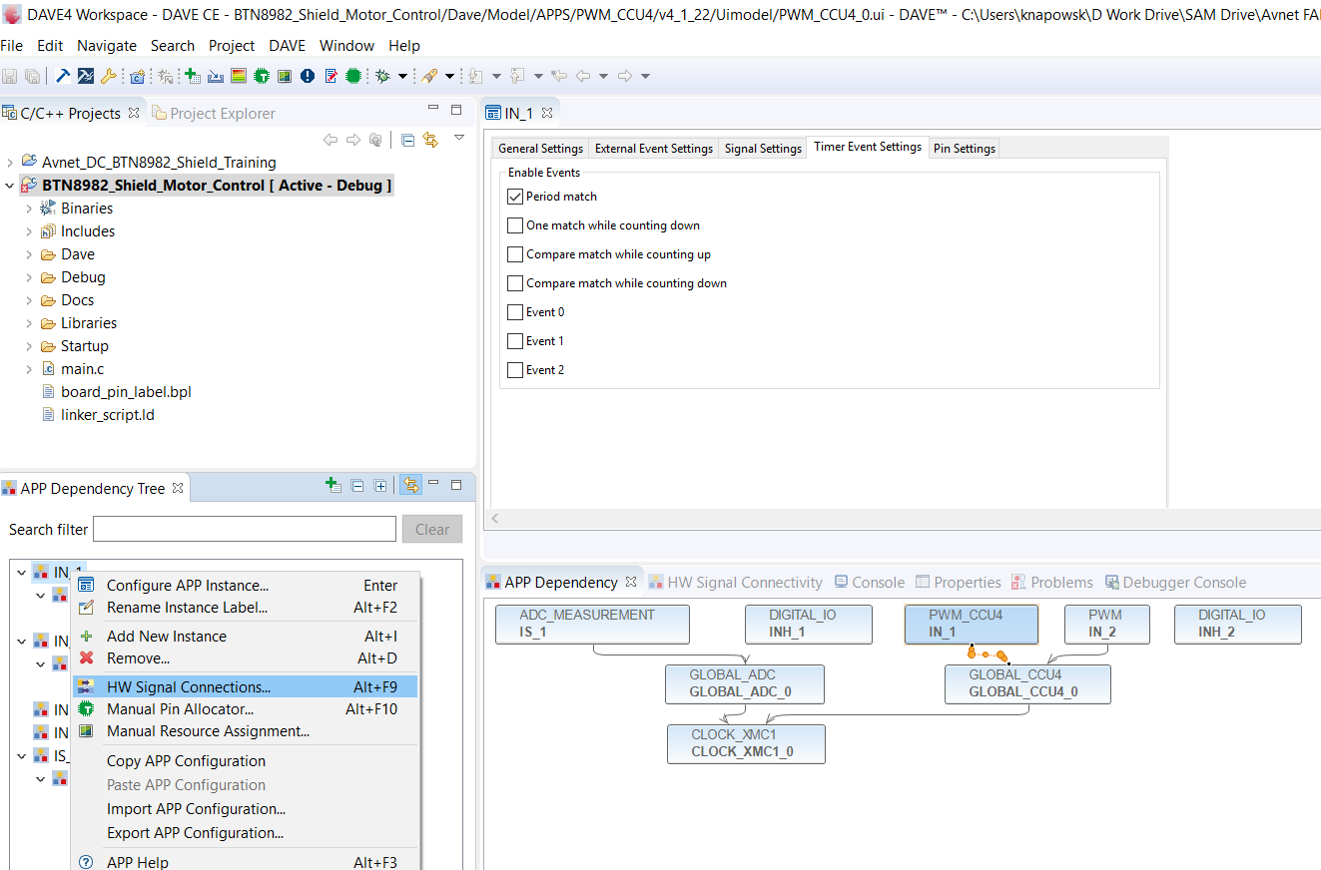 DAVE4 Workspace - DAVE CE - BTN8982_Shield_Motor_Control/Dave/Model/APPS/PWM_CCU4/v4_1_22/Uimodel/PWM_CCU4_0.ui - DAVE™ - C:\Users\knapowsk\D Work Drive\SAM Drive\Avnet FAI
File Edit Navigate Search Project DAVE Window Help
C/C++ Projects Project Explorer
Avnet_DC_BTN8982_Shield_Training
BTN8982_Shield_Motor_Control [ Active - Debug ]
Binaries
Includes
Dave
Debug
Docs
Libraries
Startup
main.c
board_pin_label.bpl
linker_script.ld
IN_1
General Settings External Event Settings Signal Settings Timer Event Settings Pin Settings
Enable Events
Period match
One match while counting down
Compare match while counting up
Compare match while counting down
Event 0
Event 1
Event 2
APP Dependency Tree
Search filter Clear
IN_1
IN
IN
IN
IS_
Configure APP Instance... Enter
Rename Instance Label... Alt+F2
Add New Instance Alt+I
Remove... Alt+D
HW Signal Connections... Alt+F9
Manual Pin Allocator... Alt+F10
Manual Resource Assignment...
Copy APP Configuration
Paste APP Configuration
Import APP Configuration...
Export APP Configuration...
APP Help Alt+F3
APP Dependency HW Signal Connectivity Console Properties Problems Debugger Console
ADC_MEASUREMENT
IS_1
DIGITAL_IO
INH_1
PWM_CCU4
IN_1
PWM
IN_2
DIGITAL_IO
INH_2
GLOBAL_ADC
GLOBAL_ADC_0
GLOBAL_CCU4
GLOBAL_CCU4_0
CLOCK_XMC1
CLOCK_XMC1_0